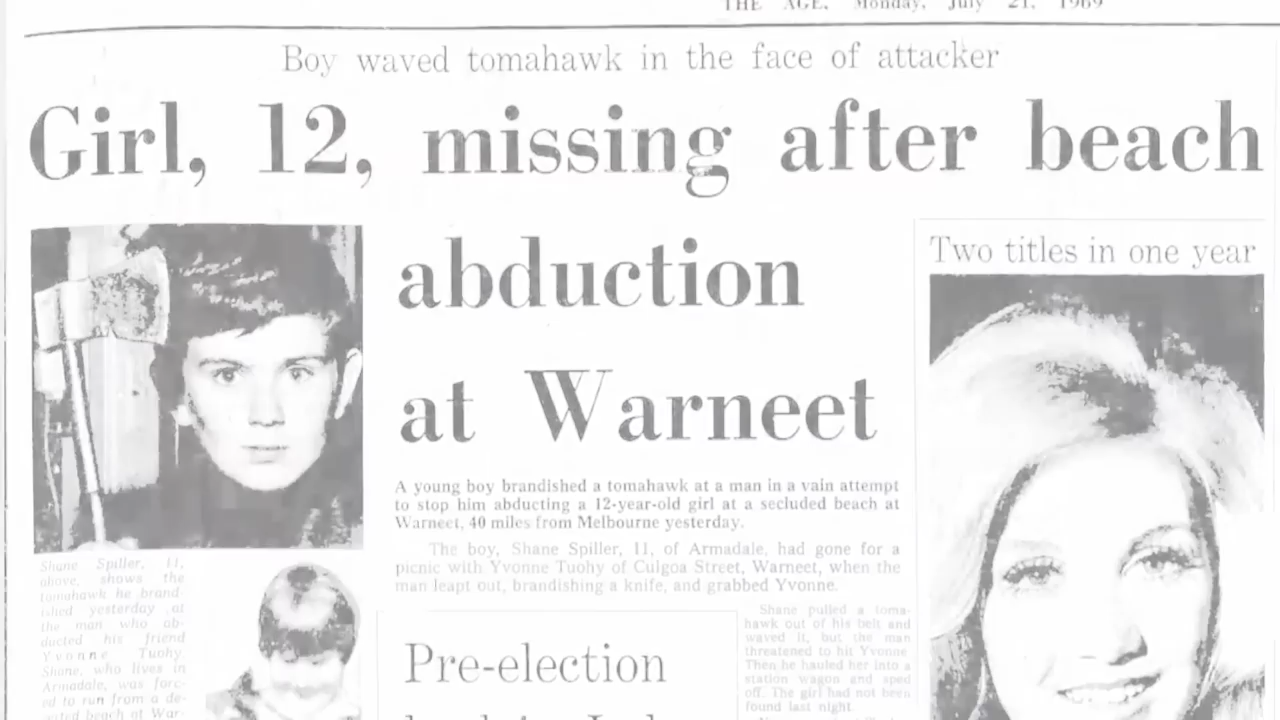 THE AGE, Monday, July 21, 1969
Boy waved tomahawk in the face of attacker
Girl, 12, missing after beach
abduction
at Warneet
A young boy brandished a tomahawk at a man in a vain attempt
to stop him abducting a 12-year-old girl at a secluded beach at
Warneet, 40 miles from Melbourne yesterday.
The boy, Shane Spiller, 11, of Armadale, had gone for a
picnic with Yvonne Tuohy of Culgoa Street, Warneet, when the
man leapt out, brandishing a knife, and grabbed Yvonne.
Shane Spiller, 11,
above, shows the
tomahawk he brand-
ished yesterday at
the man who ab-
ducted his friend
Yvonne Tuohy.
Shane, who lives in
Armadale, was forc-
ed to run from a de-
serted beach at War-
Pre-election
Shane pulled a toma-
hawk out of his belt and
waved it, but the man
threatened to hit Yvonne.
Then he hauled her into a
station wagon and sped
off. The girl had not been
found last night.
Two titles in one year